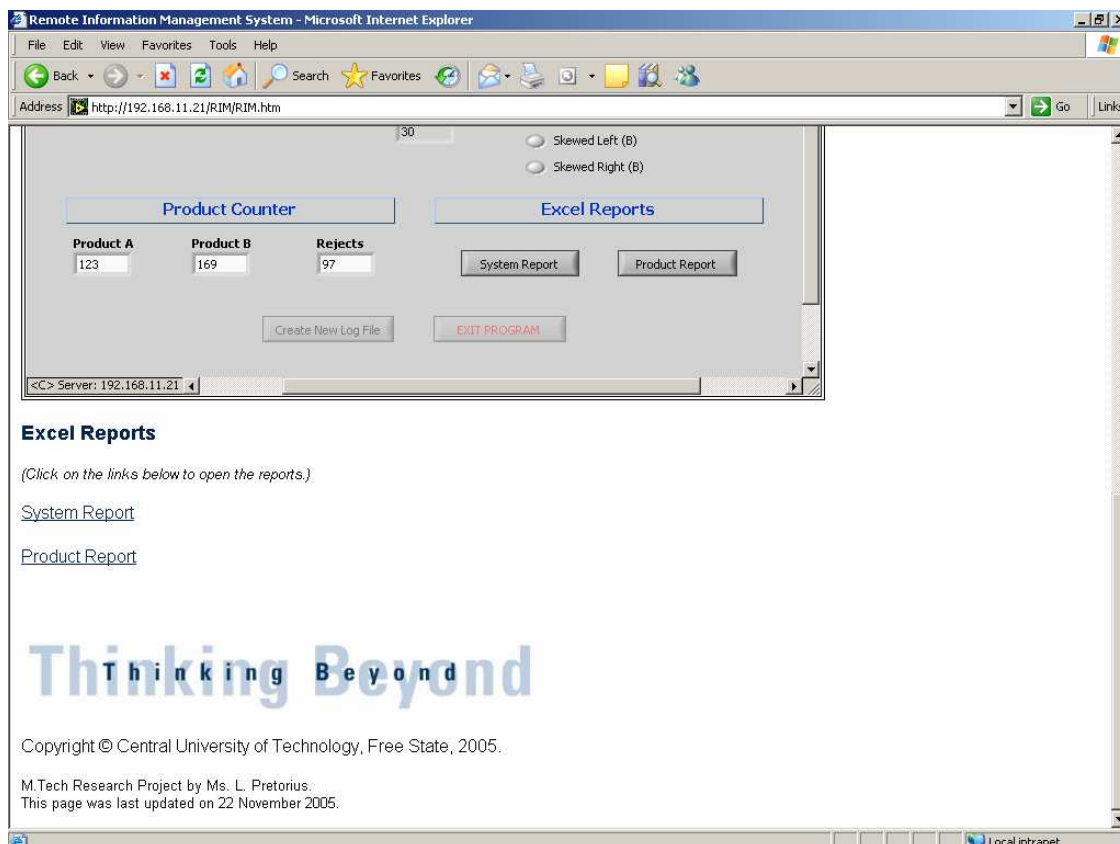 Remote Information Management System - Microsoft Internet Explorer
File Edit View Favorites Tools Help
Back Search Favorites
Address http://192.168.11.21/RIM/RIM.htm Go Links
30
Skewed Left (B)
Skewed Right (B)
Product Counter Excel Reports
Product A Product B Rejects
123 169 97 System Report Product Report
Create New Log File EXIT PROGRAM
<C> Server: 192.168.11.21
Excel Reports
(Click on the links below to open the reports.)
System Report
Product Report
Thinking Beyond
Thinking Beyond
Copyright © Central University of Technology, Free State, 2005.
M.Tech Research Project by Ms. L. Pretorius.
This page was last updated on 22 November 2005.
Local intranet